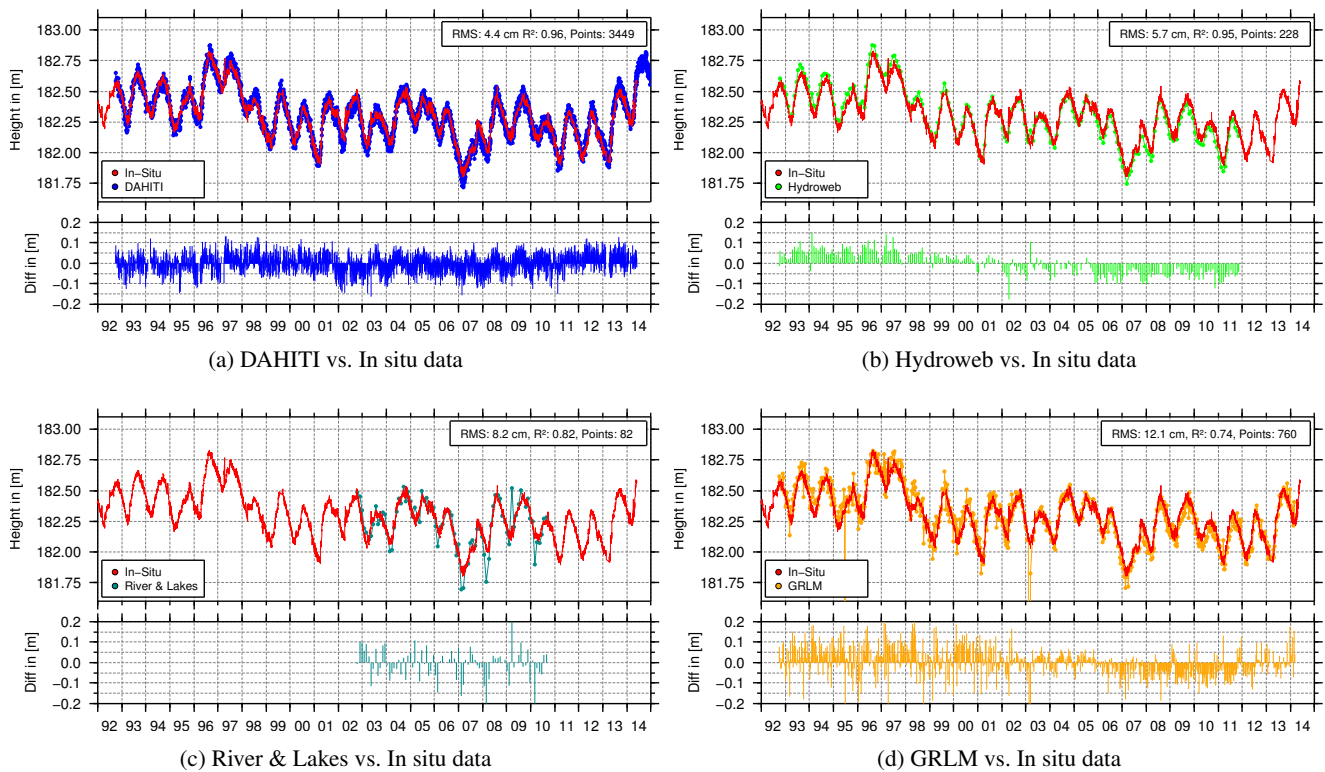 183.00
182.75
182.50
182.25
182.00
181.75
Height in [m]
RMS: 4.4 cm R²: 0.96, Points: 3449
In−Situ
DAHITI
0.2
0.1
0.0
−0.1
−0.2
Diff in [m]
92 93 94 95 96 97 98 99 00 01 02 03 04 05 06 07 08 09 10 11 12 13 14
(a) DAHITI vs. In situ data
183.00
182.75
182.50
182.25
182.00
181.75
Height in [m]
RMS: 5.7 cm R²: 0.95, Points: 228
In−Situ
Hydroweb
0.2
0.1
0.0
−0.1
−0.2
Diff in [m]
92 93 94 95 96 97 98 99 00 01 02 03 04 05 06 07 08 09 10 11 12 13 14
(b) Hydroweb vs. In situ data
183.00
182.75
182.50
182.25
182.00
181.75
Height in [m]
RMS: 8.2 cm, R²: 0.82, Points: 82
In−Situ
River & Lakes
0.2
0.1
0.0
−0.1
−0.2
Diff in [m]
92 93 94 95 96 97 98 99 00 01 02 03 04 05 06 07 08 09 10 11 12 13 14
(c) River & Lakes vs. In situ data
183.00
182.75
182.50
182.25
182.00
181.75
Height in [m]
RMS: 12.1 cm, R²: 0.74, Points: 760
In−Situ
GRLM
0.2
0.1
0.0
−0.1
−0.2
Diff in [m]
92 93 94 95 96 97 98 99 00 01 02 03 04 05 06 07 08 09 10 11 12 13 14
(d) GRLM vs. In situ data